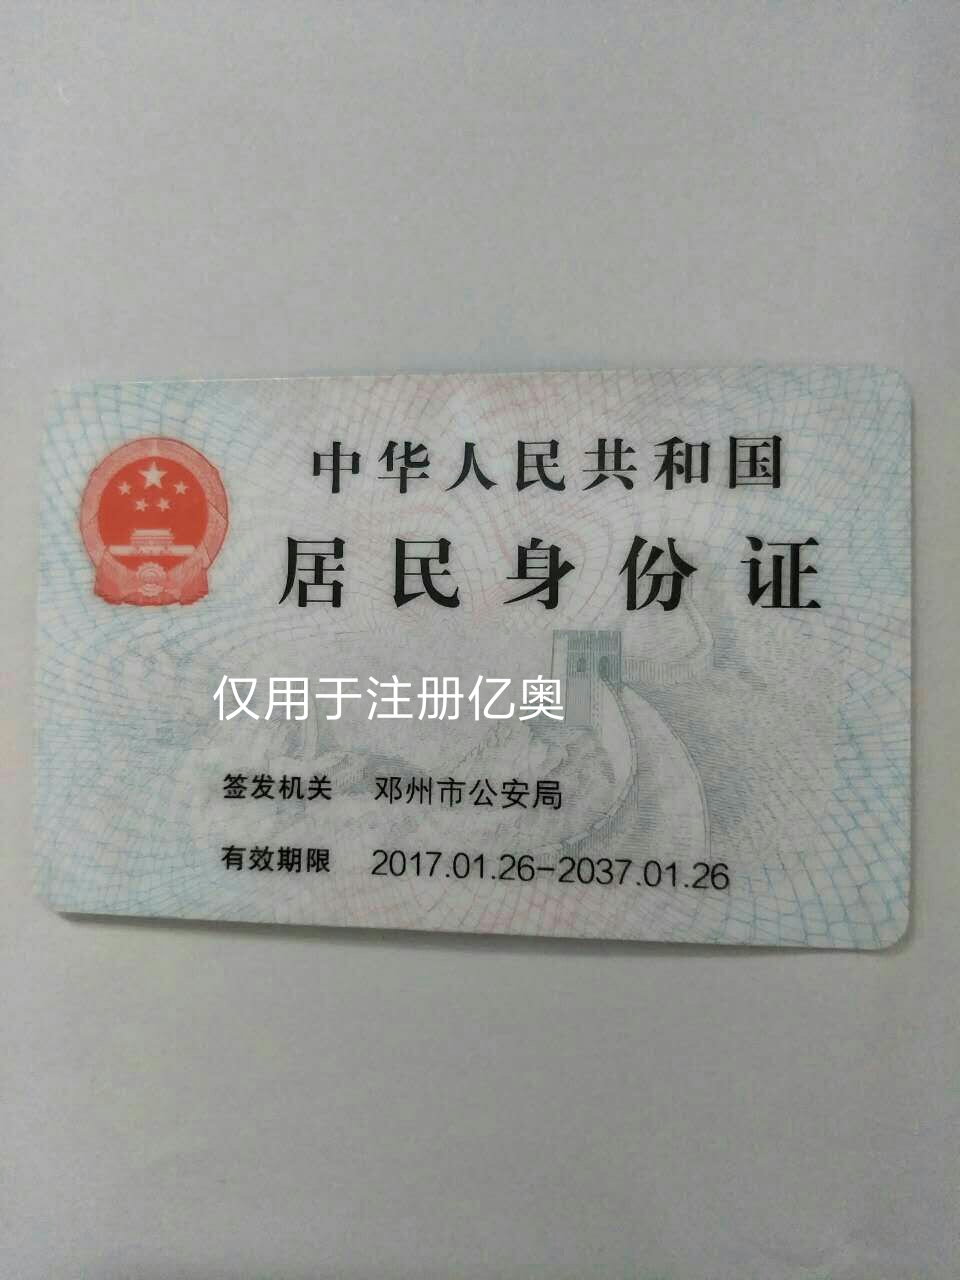 中华人民共和国
居民身份证
仅用于注册亿奥
签发机关 邓州市公安局
有效期限 2017.01.26-2037.01.26